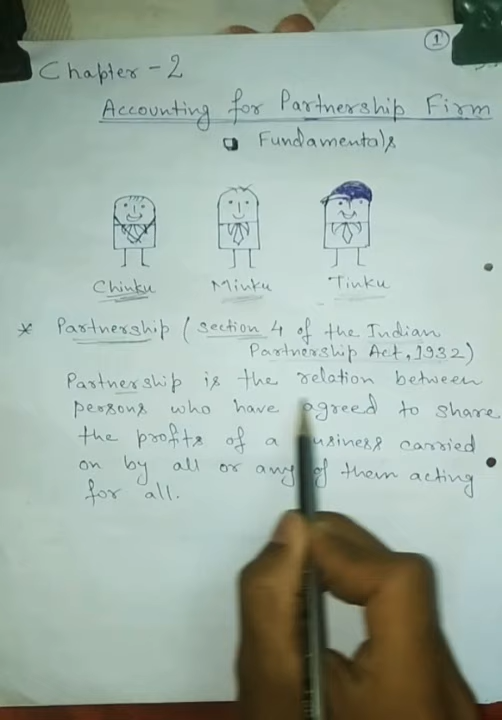 1
Chapter - 2
Accounting for Partnership Firm
Fundamentals
Chinku Minku Tinku
* Partnership (section 4 of the Indian
Partnership Act, 1932)
Partnership is the relation between
persons who have agreed to share
the profits of a usiness carried
on by all or any of them acting
for all.